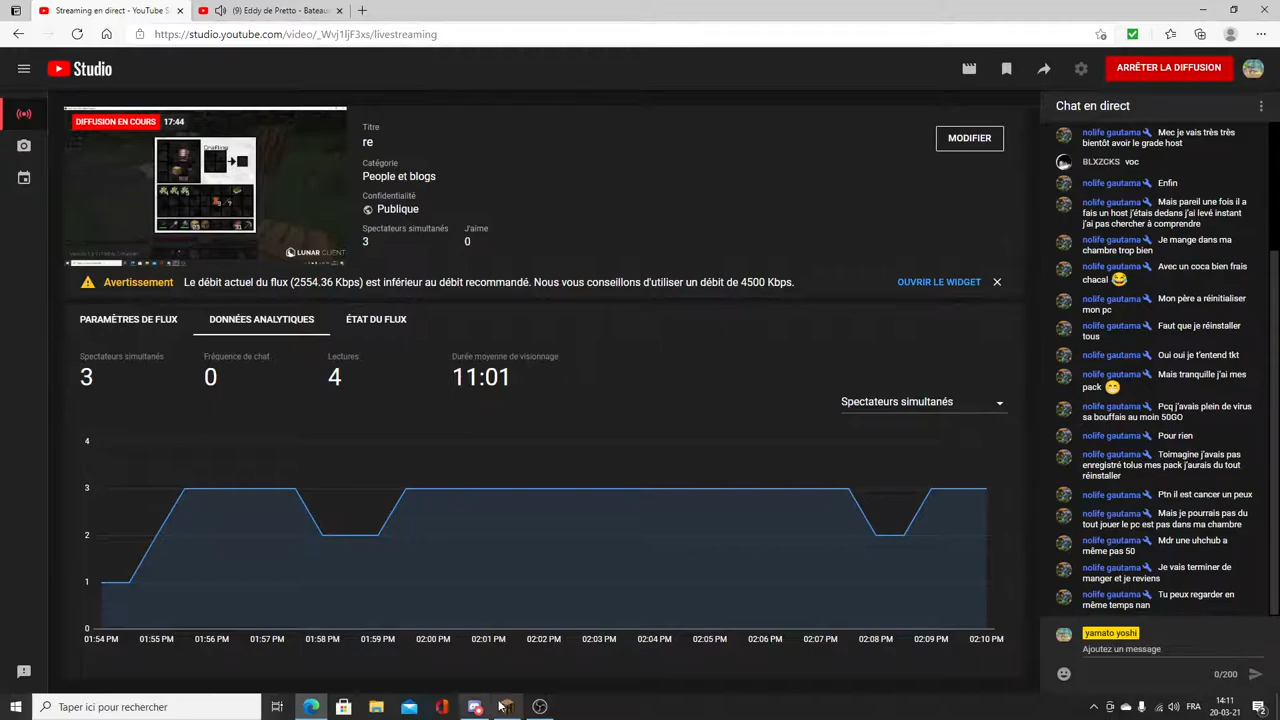 Streaming en direct - YouTube S
(9) Eddy de Pretto - Bateau
https://studio.youtube.com/video/_Wvj1ljF3xs/livestreaming
Studio
ARRÊTER LA DIFFUSION
DIFFUSION EN COURS 17:44
Crafting
LUNAR CLIENT
Titre
re
Catégorie
People et blogs
Confidentialité
Publique
Spectateurs simultanés J'aime
3 0
MODIFIER
Avertissement Le débit actuel du flux (2554.36 Kbps) est inférieur au débit recommandé. Nous vous conseillons d'utiliser un débit de 4500 Kbps.
OUVRIR LE WIDGET
PARAMÈTRES DE FLUX DONNÉES ANALYTIQUES ÉTAT DU FLUX
Spectateurs simultanés Fréquence de chat Lectures Durée moyenne de visionnage
3 0 4 11:01
Spectateurs simultanés
4
3
2
1
0
01:54 PM 01:55 PM 01:56 PM 01:57 PM 01:58 PM 01:59 PM 02:00 PM 02:01 PM 02:02 PM 02:03 PM 02:04 PM 02:05 PM 02:06 PM 02:07 PM 02:08 PM 02:09 PM 02:10 PM
Chat en direct
nolife gautama Mec je vais très très
bientôt avoir le grade host
BLXZCKS voc
nolife gautama Enfin
nolife gautama Mais pareil une fois il a
fais un host j'étais dedans j'ai levé instant
j'ai pas chercher à comprendre
nolife gautama Je mange dans ma
chambre trop bien
nolife gautama Avec un coca bien frais
chacal
nolife gautama Mon père a réinitialiser
mon pc
nolife gautama Faut que je réinstaller
tous
nolife gautama Oui oui je t'entend tkt
nolife gautama Mais tranquille j'ai mes
pack
nolife gautama Pcq j'avais plein de virus
sa bouffais au moin 50GO
nolife gautama Pour rien
nolife gautama Toimagine j'avais pas
enregistré tolus mes pack j'aurais du tout
réinstaller
nolife gautama Ptn il est cancer un peux
nolife gautama Mais je pourrais pas du
tout jouer le pc est pas dans ma chambre
nolife gautama Mdr une uhchub a
même pas 50
nolife gautama Je vais terminer de
manger et je reviens
nolife gautama Tu peux regarder en
même temps nan
yamato yoshi
Ajoutez un message
0/200
Taper ici pour rechercher
FRA
14:11
20-03-21
2